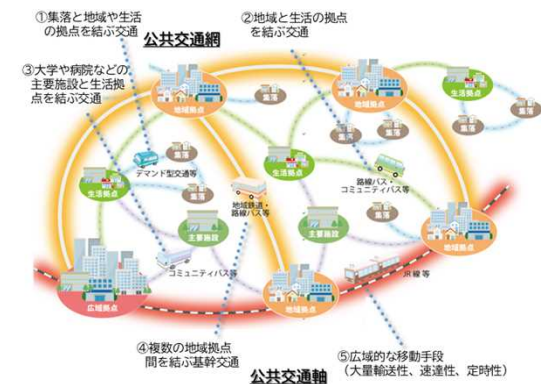 ①集落と地域や生活
の拠点を結ぶ交通
公共交通網
②地域と生活の拠点
を結ぶ交通
③大学や病院などの
主要施設と生活拠
点を結ぶ交通
地域拠点
集落
地域拠点
生活拠点
集落
集落
集落
集落
集落
デマンド型交通等
生活拠点
集落
生活拠点
路線バス・
コミュニティバス等
地域鉄道・
路線バス等
集落
主要施設
主要施設
地域拠点
コミュニティバス等
JR線等
広域拠点
地域拠点
④複数の地域拠点
間を結ぶ基幹交通
公共交通軸
⑤広域的な移動手段
（大量輸送性、速達性、定時性）